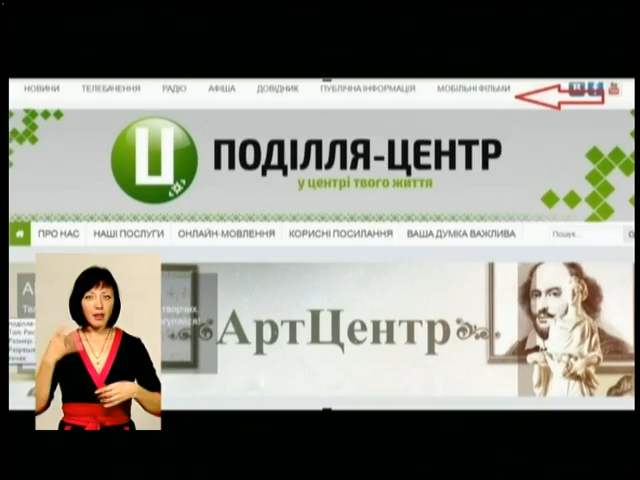 НОВИНИ ТЕЛЕБАЧЕННЯ РАДІО АФІША ДОВІДНИК ПУБЛІЧНА ІНФОРМАЦІЯ МОБІЛЬНІ ФІЛЬМИ
Ц ПОДІЛЛЯ-ЦЕНТР
у центрі твого життя
ПРО НАС НАШІ ПОСЛУГИ ОНЛАЙН-МОВЛЕННЯ КОРИСНІ ПОСИЛАННЯ ВАША ДУМКА ВАЖЛИВА Пошук...
АртЦентр